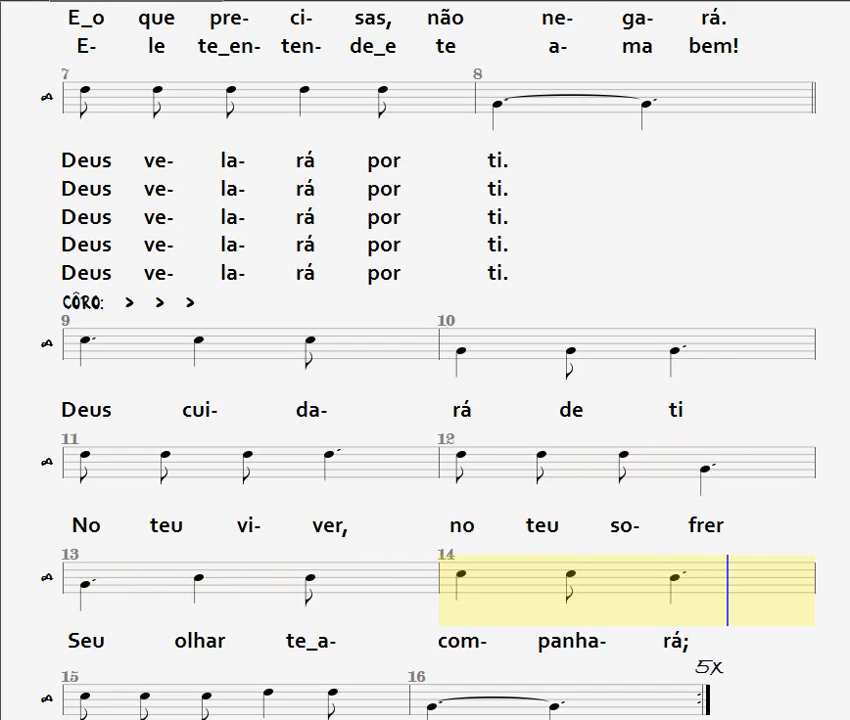 E_o que pre- ci- sas, não ne- ga- rá.
E- le te_en- ten- de_e te a- ma bem!
7 8
Deus ve- la- rá por ti.
Deus ve- la- rá por ti.
Deus ve- la- rá por ti.
Deus ve- la- rá por ti.
Deus ve- la- rá por ti.
CÔRO: > > >
9 10
Deus cui- da- rá de ti
11 12
No teu vi- ver, no teu so- frer
13 14
Seu olhar te_a- com- panha- rá;
5X
15 16